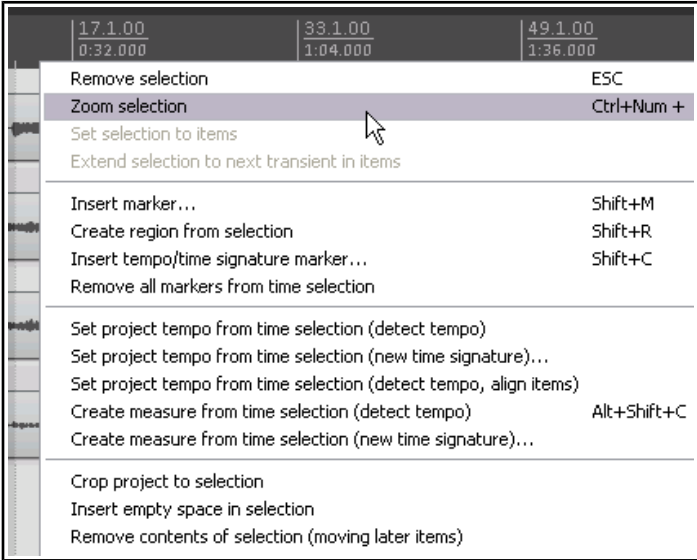 17.1.00 33.1.00 49.1.00
0:32.000 1:04.000 1:36.000
Remove selection ESC
Zoom selection Ctrl+Num +
Set selection to items
Extend selection to next transient in items
Insert marker... Shift+M
Create region from selection Shift+R
Insert tempo/time signature marker... Shift+C
Remove all markers from time selection
Set project tempo from time selection (detect tempo)
Set project tempo from time selection (new time signature)...
Set project tempo from time selection (detect tempo, align items)
Create measure from time selection (detect tempo) Alt+Shift+C
Create measure from time selection (new time signature)...
Crop project to selection
Insert empty space in selection
Remove contents of selection (moving later items)